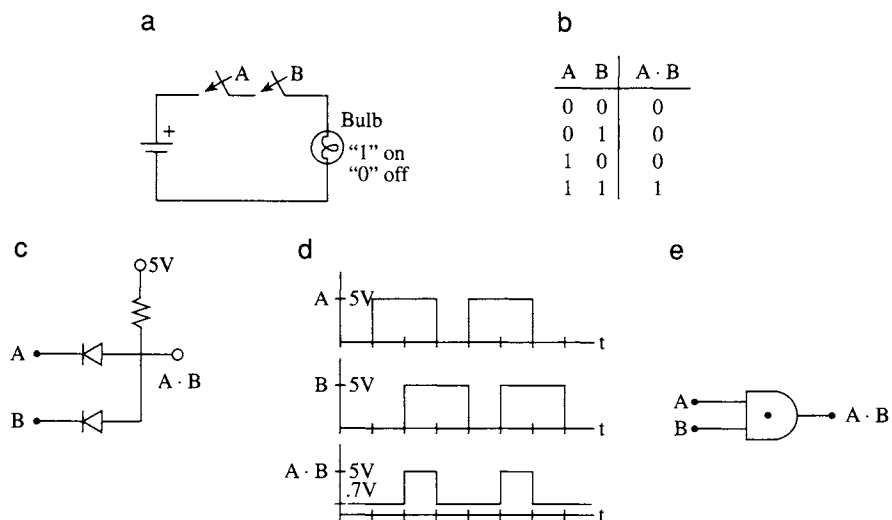 a
A
B
+
Bulb
“1” on
“0” off
b
A B A · B
0 0 0
0 1 0
1 0 0
1 1 1
c
5V
A
A · B
B
d
A 5V
t
B 5V
t
A · B 5V
.7V
t
e
A
B
A · B